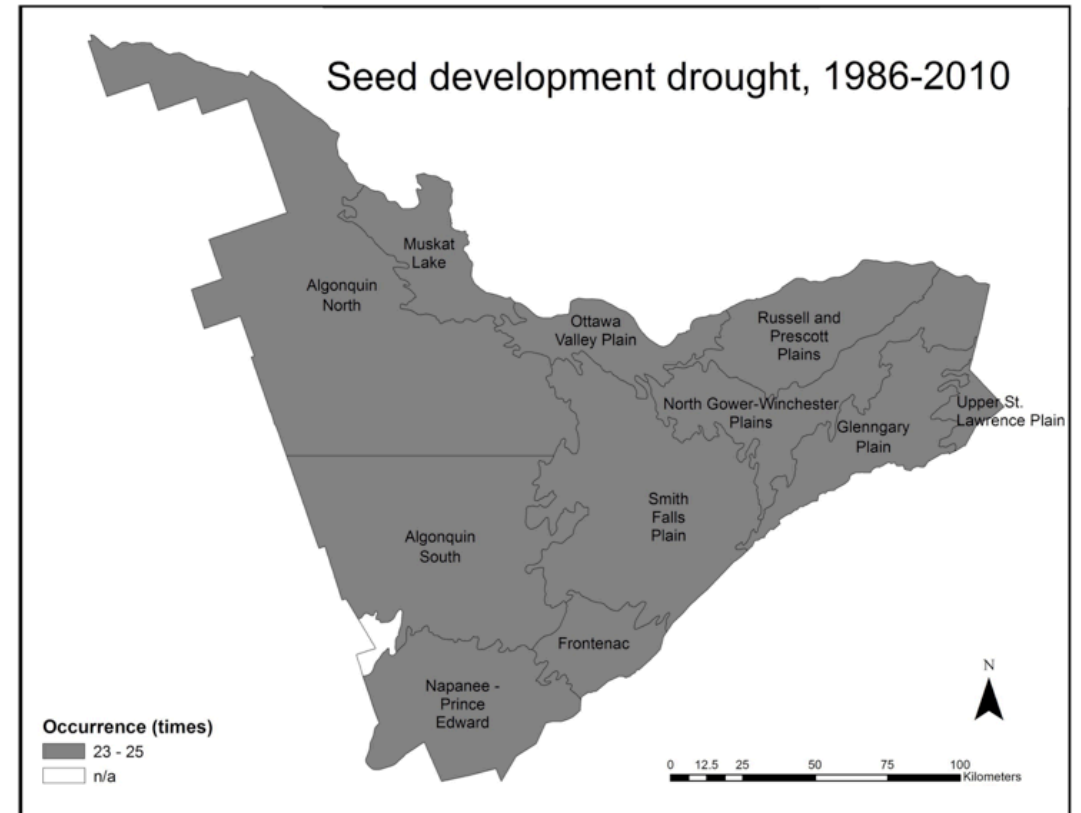 Seed development drought, 1986-2010
Muskat
Lake
Algonquin
North
Ottawa
Valley Plain
Russell and
Prescott
Plains
North Gower-Winchester
Plains
Glenngary
Plain
Upper St.
Lawrence Plain
Smith
Falls
Plain
Algonquin
South
Frontenac
Napanee -
Prince
Edward
N
Occurrence (times)
23 - 25
n/a
0 12.5 25 50 75 100
Kilometers